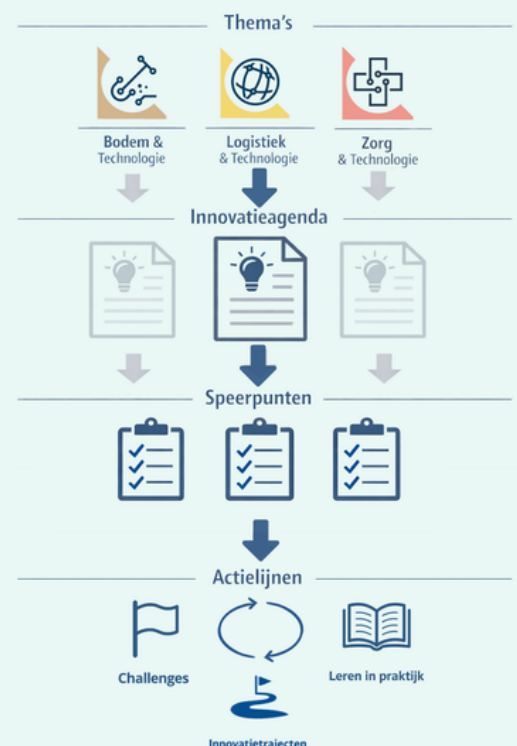 Thema's
Bodem &
Technologie
Logistiek
& Technologie
Zorg
& Technologie
Innovatieagenda
Speerpunten
Actielijnen
Challenges
Leren in praktijk
Innovatietrajecten